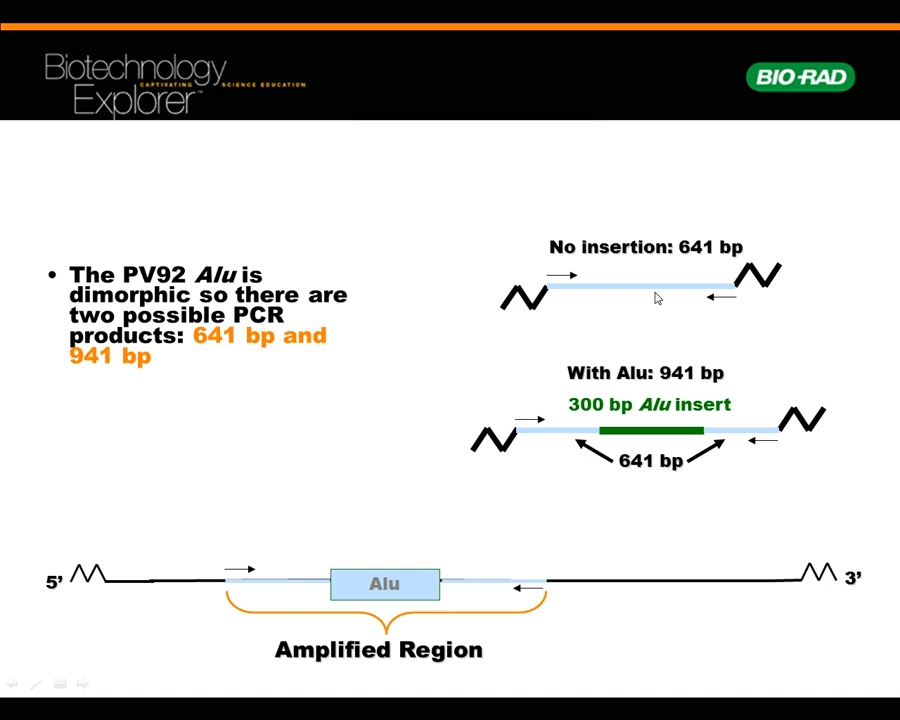 Biotechnology
CAPTIVATING SCIENCE EDUCATION
Explorer™
BIO-RAD
• The PV92 Alu is
dimorphic so there are
two possible PCR
products: 641 bp and
941 bp
No insertion: 641 bp
With Alu: 941 bp
300 bp Alu insert
641 bp
5’
Alu
3’
Amplified Region